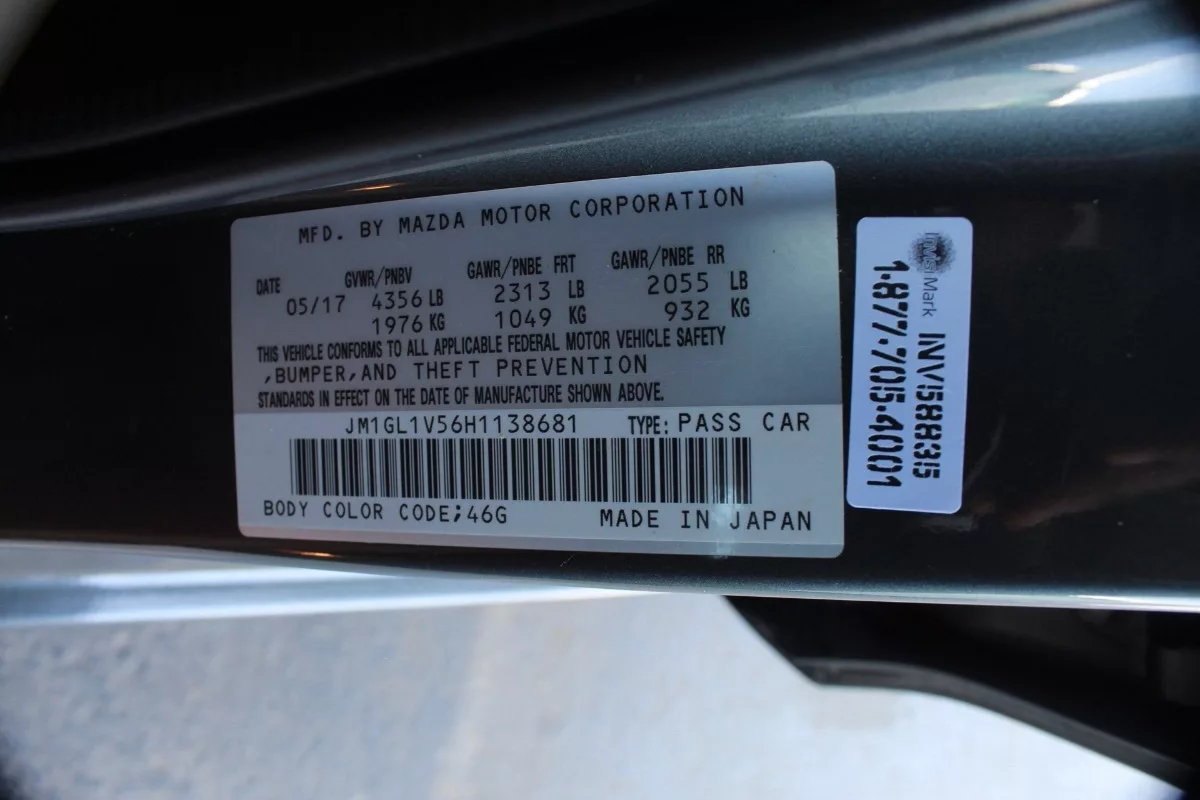 MFD. BY MAZDA MOTOR CORPORATION
DATE GVWR/PNBV GAWR/PNBE FRT GAWR/PNBE RR
05/17 4356 LB 2313 LB 2055 LB
1976 KG 1049 KG 932 KG
THIS VEHICLE CONFORMS TO ALL APPLICABLE FEDERAL MOTOR VEHICLE SAFETY
,BUMPER,AND THEFT PREVENTION
STANDARDS IN EFFECT ON THE DATE OF MANUFACTURE SHOWN ABOVE.
JM1GL1V56H1138681 TYPE: PASS CAR
BODY COLOR CODE;46G MADE IN JAPAN
InvisiMark
INV58835
1-877-705-4001